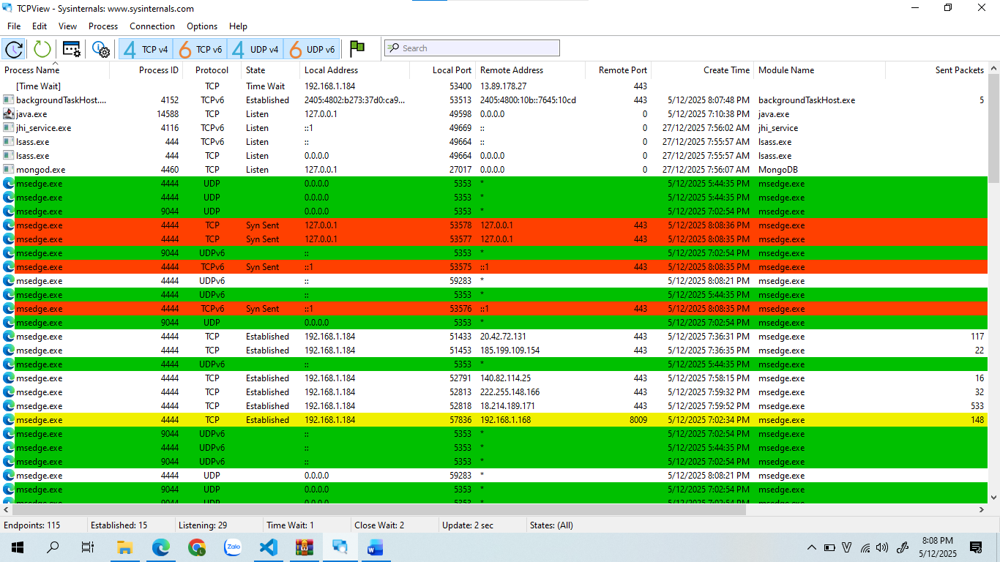 TCPView - Sysinternals: www.sysinternals.com
File Edit View Process Connection Options Help
4 TCP v4 6 TCP v6 4 UDP v4 6 UDP v6 Search
Process Name Process ID Protocol State Local Address Local Port Remote Address Remote Port Create Time Module Name Sent Packets
[Time Wait] TCP Time Wait 192.168.1.184 53400 13.89.178.27 443
backgroundTaskHost.... 4152 TCPv6 Established 2405:4802:b273:37d0:ca9... 53513 2405:4800:10b::7645:10cd 443 5/12/2025 8:07:48 PM backgroundTaskHost.exe 5
java.exe 14588 TCP Listen 127.0.0.1 49598 0.0.0.0 0 5/12/2025 7:10:38 PM java.exe
jhi_service.exe 4116 TCPv6 Listen ::1 49669 :: 0 27/12/2025 7:56:02 AM jhi_service
lsass.exe 444 TCPv6 Listen :: 49664 :: 0 27/12/2025 7:55:57 AM lsass.exe
lsass.exe 444 TCP Listen 0.0.0.0 49664 0.0.0.0 0 27/12/2025 7:55:57 AM lsass.exe
mongod.exe 4460 TCP Listen 127.0.0.1 27017 0.0.0.0 0 27/12/2025 7:56:07 AM MongoDB
msedge.exe 4444 UDP 0.0.0.0 5353 * 5/12/2025 5:44:35 PM msedge.exe
msedge.exe 4444 UDP 0.0.0.0 5353 * 5/12/2025 5:44:35 PM msedge.exe
msedge.exe 9044 UDP 0.0.0.0 5353 * 5/12/2025 7:02:54 PM msedge.exe
msedge.exe 4444 TCP Syn Sent 127.0.0.1 53578 127.0.0.1 443 5/12/2025 8:08:36 PM msedge.exe
msedge.exe 4444 TCP Syn Sent 127.0.0.1 53577 127.0.0.1 443 5/12/2025 8:08:35 PM msedge.exe
msedge.exe 9044 UDPv6 :: 5353 * 5/12/2025 7:02:54 PM msedge.exe
msedge.exe 4444 TCPv6 Syn Sent ::1 53575 ::1 443 5/12/2025 8:08:35 PM msedge.exe
msedge.exe 4444 UDPv6 :: 59283 * 5/12/2025 8:08:21 PM msedge.exe
msedge.exe 4444 UDPv6 :: 5353 * 5/12/2025 5:44:35 PM msedge.exe
msedge.exe 4444 TCPv6 Syn Sent ::1 53576 ::1 443 5/12/2025 8:08:35 PM msedge.exe
msedge.exe 9044 UDP 0.0.0.0 5353 * 5/12/2025 7:02:54 PM msedge.exe
msedge.exe 4444 TCP Established 192.168.1.184 51433 20.42.72.131 443 5/12/2025 7:36:31 PM msedge.exe 117
msedge.exe 4444 TCP Established 192.168.1.184 51453 185.199.109.154 443 5/12/2025 7:36:35 PM msedge.exe 22
msedge.exe 4444 UDPv6 :: 5353 * 5/12/2025 5:44:35 PM msedge.exe
msedge.exe 4444 TCP Established 192.168.1.184 52791 140.82.114.25 443 5/12/2025 7:58:15 PM msedge.exe 16
msedge.exe 4444 TCP Established 192.168.1.184 52813 222.255.148.166 443 5/12/2025 7:59:32 PM msedge.exe 32
msedge.exe 4444 TCP Established 192.168.1.184 52818 18.214.189.171 443 5/12/2025 7:59:52 PM msedge.exe 533
msedge.exe 4444 TCP Established 192.168.1.184 57836 192.168.1.168 8009 5/12/2025 7:02:34 PM msedge.exe 148
msedge.exe 9044 UDPv6 :: 5353 * 5/12/2025 7:02:54 PM msedge.exe
msedge.exe 4444 UDPv6 :: 5353 * 5/12/2025 5:44:35 PM msedge.exe
msedge.exe 9044 UDPv6 :: 5353 * 5/12/2025 7:02:54 PM msedge.exe
msedge.exe 4444 UDP 0.0.0.0 59283 * 5/12/2025 8:08:21 PM msedge.exe
msedge.exe 9044 UDP 0.0.0.0 5353 * 5/12/2025 7:02:54 PM msedge.exe
msedge.exe 9044 UDP 0.0.0.0 5353 * 5/12/2025 7:02:54 PM msedge.exe
Endpoints: 115 Established: 15 Listening: 29 Time Wait: 1 Close Wait: 2 Update: 2 sec States: (All)
Zalo 8:08 PM
5/12/2025